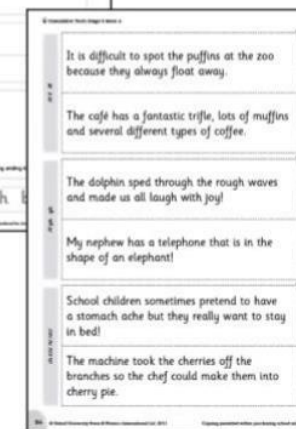 It is difficult to spot the puffins at the zoo
because they always float away.
The café has a fantastic trifle, lots of muffins
and several different types of coffee.
The dolphin sped through the rough waves
and made us all laugh with joy!
My nephew has a telephone that is in the
shape of an elephant!
School children sometimes pretend to have
a stomach ache but they really want to stay
in bed!
The machine took the cherries off the
branches so the chef could make them into
cherry pie.